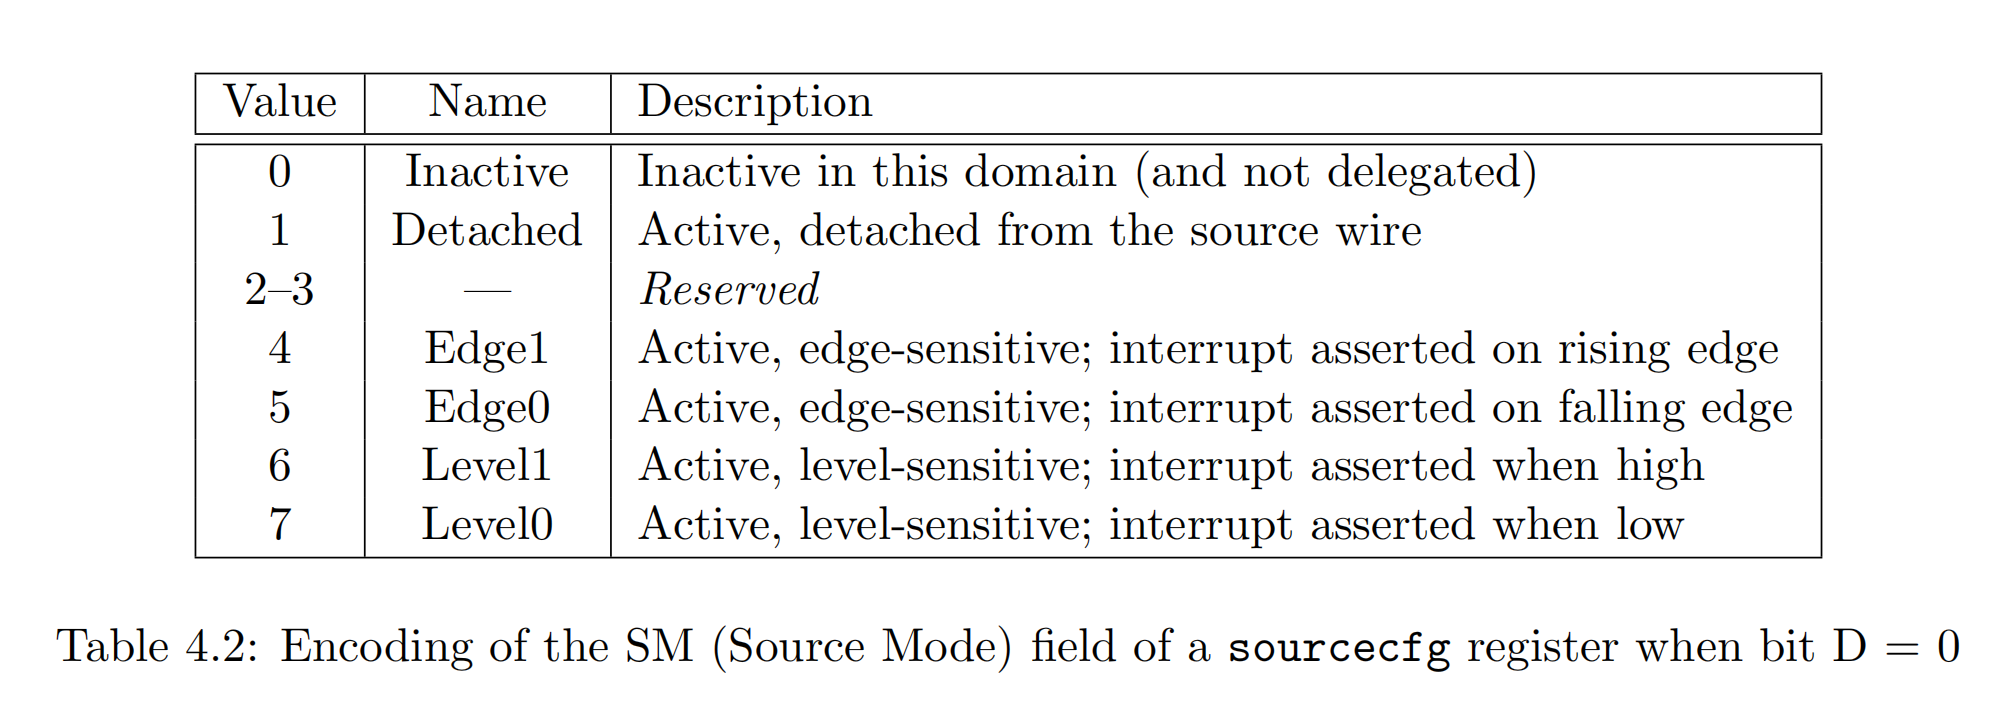 Value Name Description
0 Inactive Inactive in this domain (and not delegated)
1 Detached Active, detached from the source wire
2–3 — Reserved
4 Edge1 Active, edge-sensitive; interrupt asserted on rising edge
5 Edge0 Active, edge-sensitive; interrupt asserted on falling edge
6 Level1 Active, level-sensitive; interrupt asserted when high
7 Level0 Active, level-sensitive; interrupt asserted when low
Table 4.2: Encoding of the SM (Source Mode) field of a sourcecfg register when bit D = 0